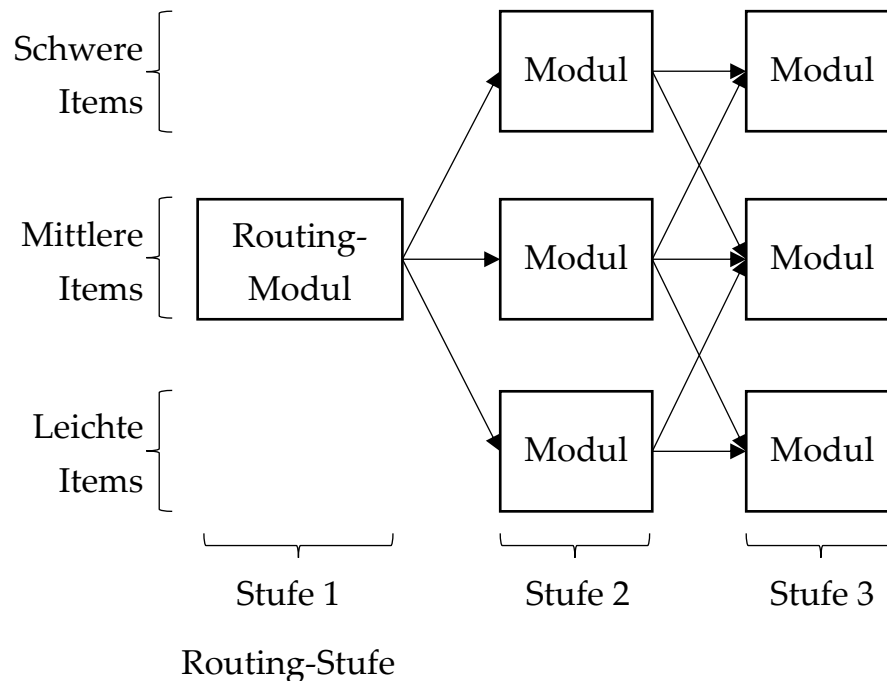 Schwere
Items
Modul
Modul
Mittlere
Items
Routing-
Modul
Modul
Modul
Leichte
Items
Modul
Modul
Stufe 1
Stufe 2
Stufe 3
Routing-Stufe